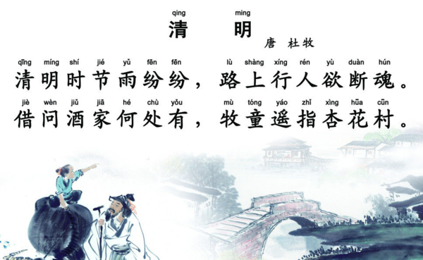 qīng míng
清 明
唐 杜牧
qīng míng shí jié yǔ fēn fēn lù shàng xíng rén yù duàn hún
清明时节雨纷纷，路上行人欲断魂。
jiè wèn jiǔ jiā hé chù yǒu mù tóng yáo zhǐ xìng huā cūn
借问酒家何处有，牧童遥指杏花村。